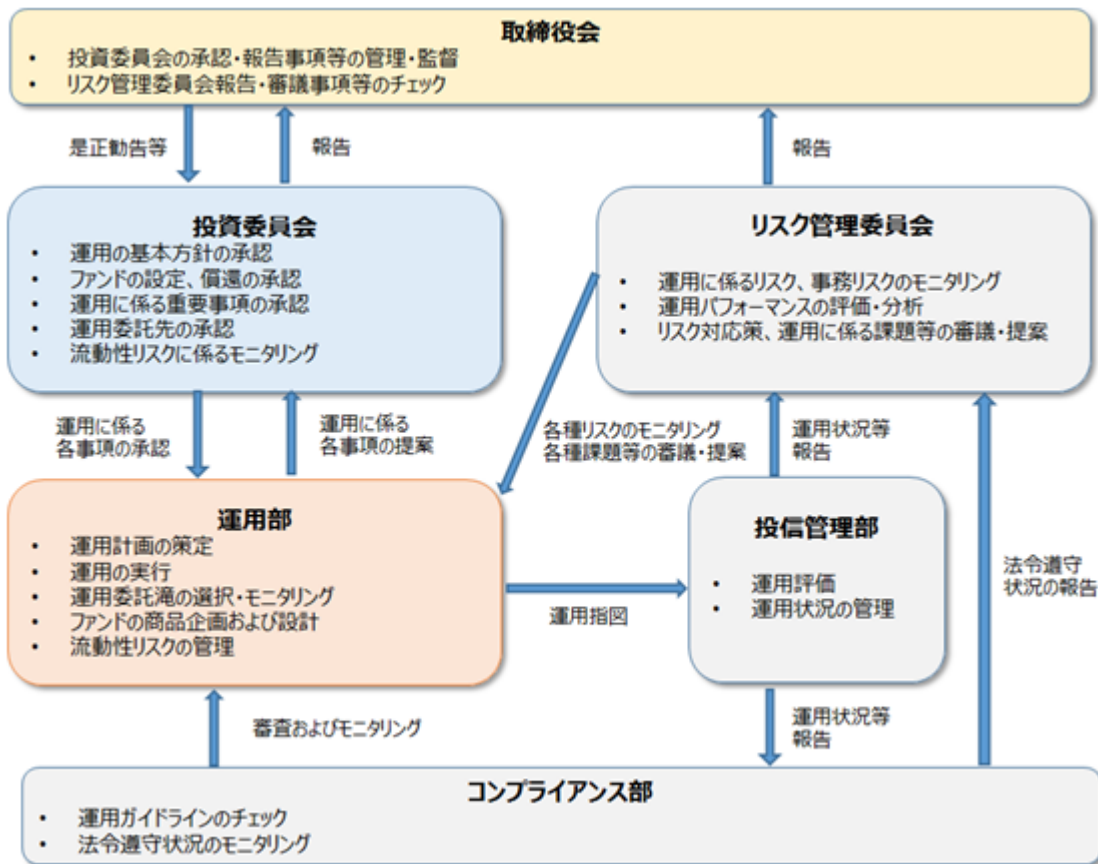 取締役会
・ 投資委員会の承認・報告事項等の管理・監督
・ リスク管理委員会報告・審議事項等のチェック
是正勧告等
報告
報告
投資委員会
・ 運用の基本方針の承認
・ ファンドの設定、償還の承認
・ 運用に係る重要事項の承認
・ 運用委託先の承認
・ 流動性リスクに係るモニタリング
リスク管理委員会
・ 運用に係るリスク、事務リスクのモニタリング
・ 運用パフォーマンスの評価・分析
・ リスク対応策、運用に係る課題等の審議・提案
運用に係る
各事項の承認
運用に係る
各事項の提案
各種リスクのモニタリング
各種課題等の審議・提案
運用状況等
報告
運用部
・ 運用計画の策定
・ 運用の実行
・ 運用委託滝の選択・モニタリング
・ ファンドの商品企画および設計
・ 流動性リスクの管理
運用指図
投信管理部
・ 運用評価
・ 運用状況の管理
法令遵守
状況の報告
審査およびモニタリング
運用状況等
報告
コンプライアンス部
・ 運用ガイドラインのチェック
・ 法令遵守状況のモニタリング